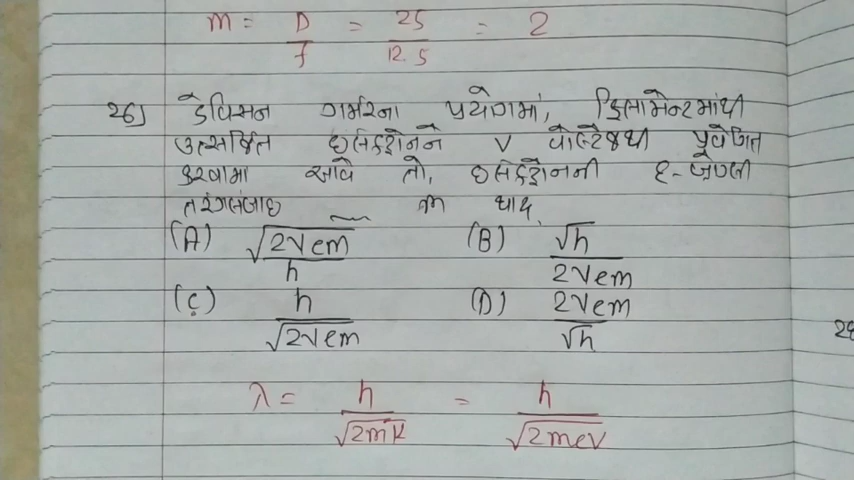 m = D/f = 25/12.5 = 2
26) ડેવિસન ગર્મરના પ્રયોગમાં, ફિલામેન્ટમાંથી
ઉત્સર્જિત ઇલેક્ટ્રોનને V વોલ્ટેજથી પ્રવેગિત
કરવામા આવે તો, ઇલેક્ટ્રોનની દ-બ્રોગ્લી
તરંગલંબાઇ ___ m થાય.
(A) √2Vem/h (B) √h/2Vem
(C) h/√2Vem (D) 2Vem/√h
28
λ = h/√2mK = h/√2meV